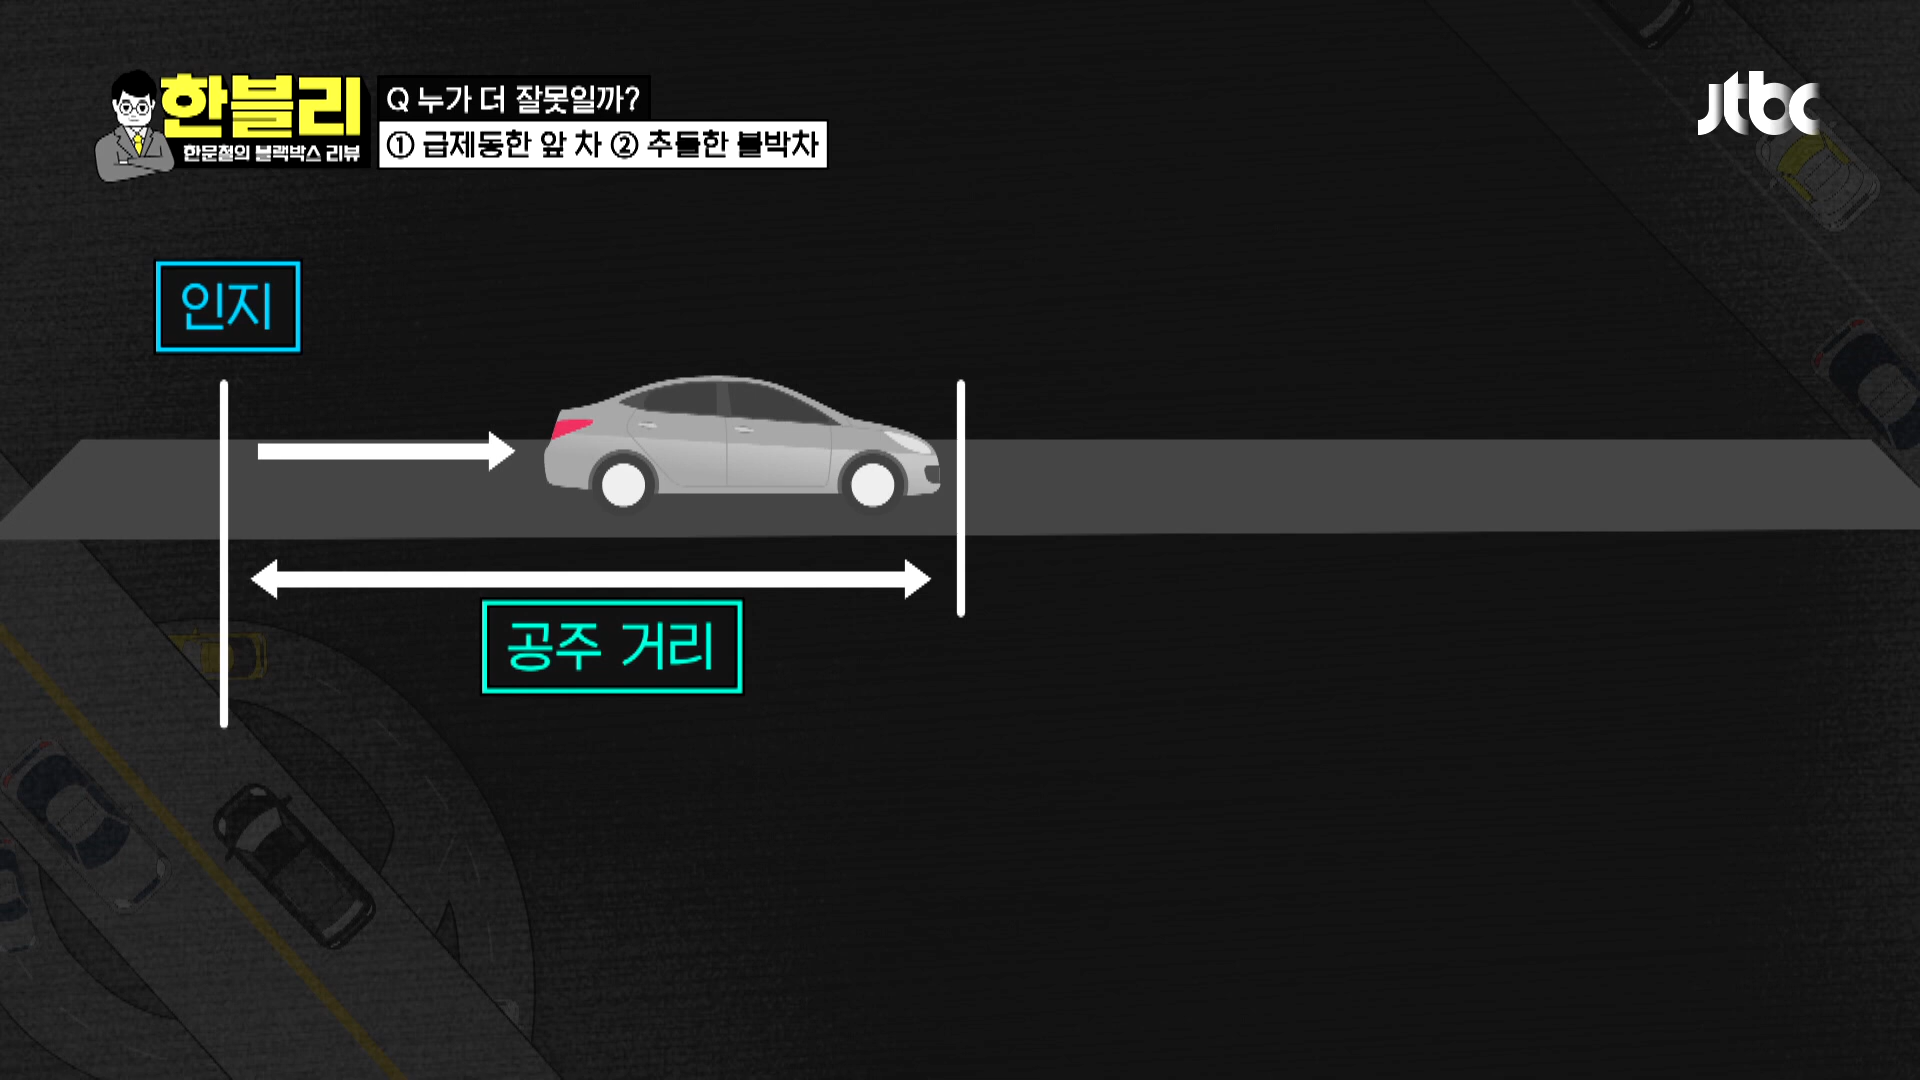 한블리
한문철의 블랙박스 리뷰
Q 누가 더 잘못일까?
① 급제동한 앞 차 ② 추돌한 블박차
jtbc
인지
공주 거리